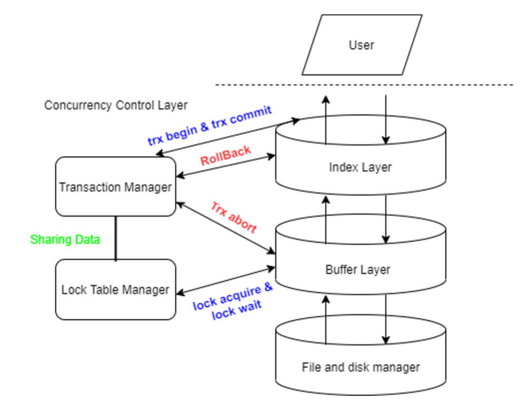 User
Concurrency Control Layer
trx begin & trx commit
RollBack
Index Layer
Transaction Manager
Trx abort
Sharing Data
Buffer Layer
Lock Table Manager
lock acquire &
lock wait
File and disk manager